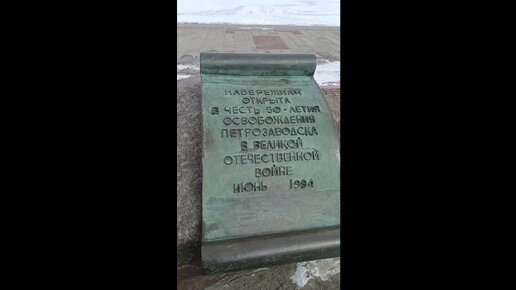 НАБЕРЕЖНАЯ
ОТКРЫТА
В ЧЕСТЬ 50-ЛЕТИЯ
ОСВОБОЖДЕНИЯ
ПЕТРОЗАВОДСКА
В ВЕЛИКОЙ
ОТЕЧЕСТВЕННОЙ
ВОЙНЕ
ИЮНЬ 1994